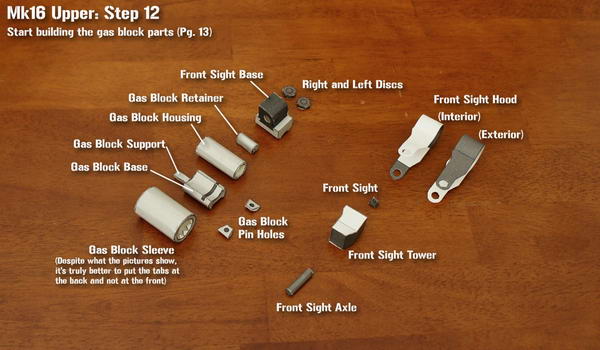 Mk16 Upper: Step 12
Start building the gas block parts (Pg. 13)
Front Sight Base
Right and Left Discs
Gas Block Retainer
Front Sight Hood
(Interior)
(Exterior)
Gas Block Housing
Gas Block Support
Gas Block Base
Front Sight
Gas Block
Pin Holes
Gas Block Sleeve
(Despite what the pictures show,
it's truly better to put the tabs at
the back and not at the front)
Front Sight Tower
Front Sight Axle